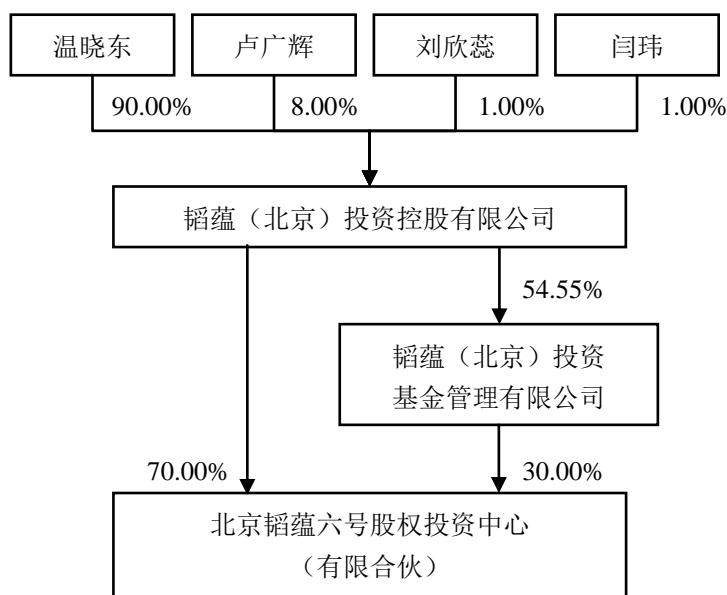 温晓东
卢广辉
刘欣蕊
闫玮
90.00%
8.00%
1.00%
1.00%
韬蕴（北京）投资控股有限公司
54.55%
韬蕴（北京）投资
基金管理有限公司
70.00%
30.00%
北京韬蕴六号股权投资中心
（有限合伙）